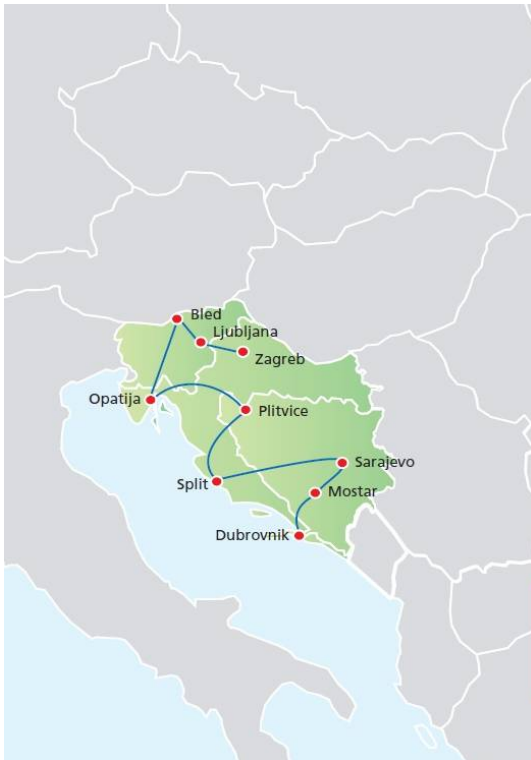 Bled
Ljubljana
Zagreb
Opatija
Plitvice
Sarajevo
Split
Mostar
Dubrovnik